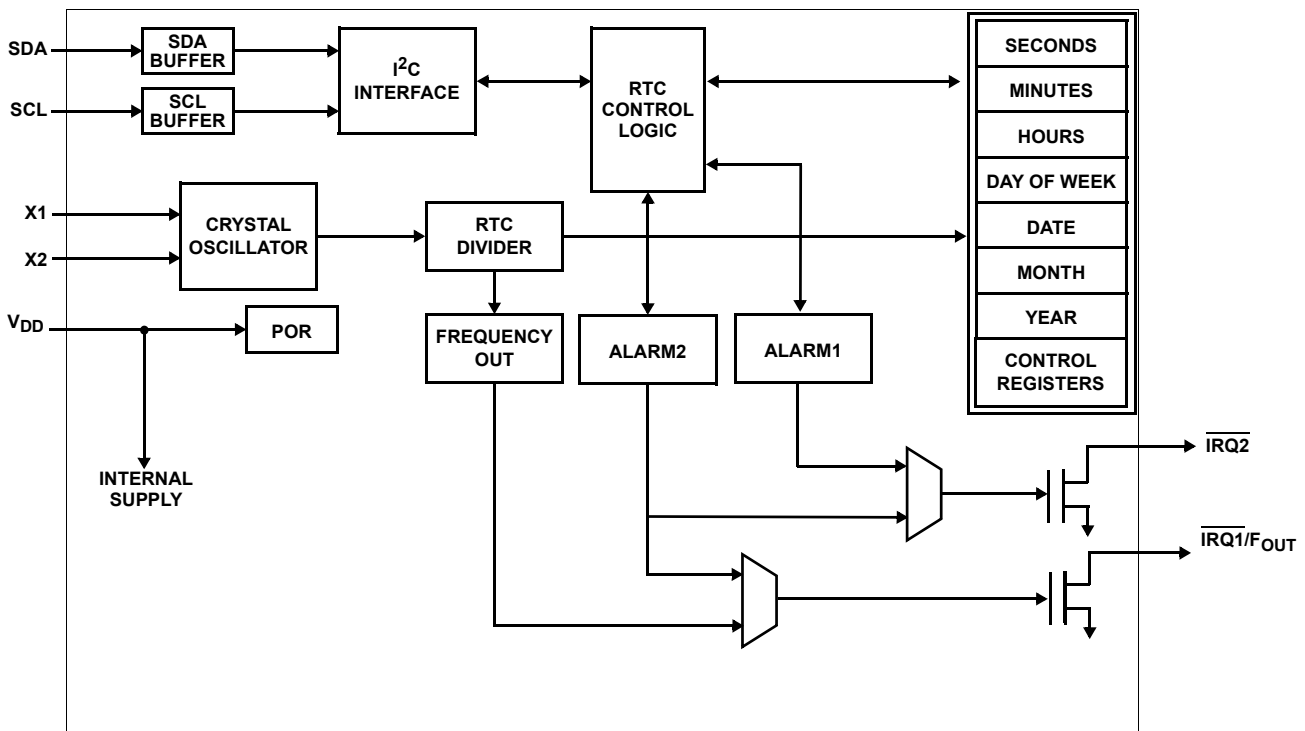 SDA
SDA
BUFFER
SCL
SCL
BUFFER
I²C
INTERFACE
RTC
CONTROL
LOGIC
SECONDS
MINUTES
HOURS
DAY OF WEEK
DATE
MONTH
YEAR
CONTROL
REGISTERS
X1
X2
CRYSTAL
OSCILLATOR
RTC
DIVIDER
VDD
POR
FREQUENCY
OUT
ALARM2
ALARM1
INTERNAL
SUPPLY
IRQ2
IRQ1/FOUT